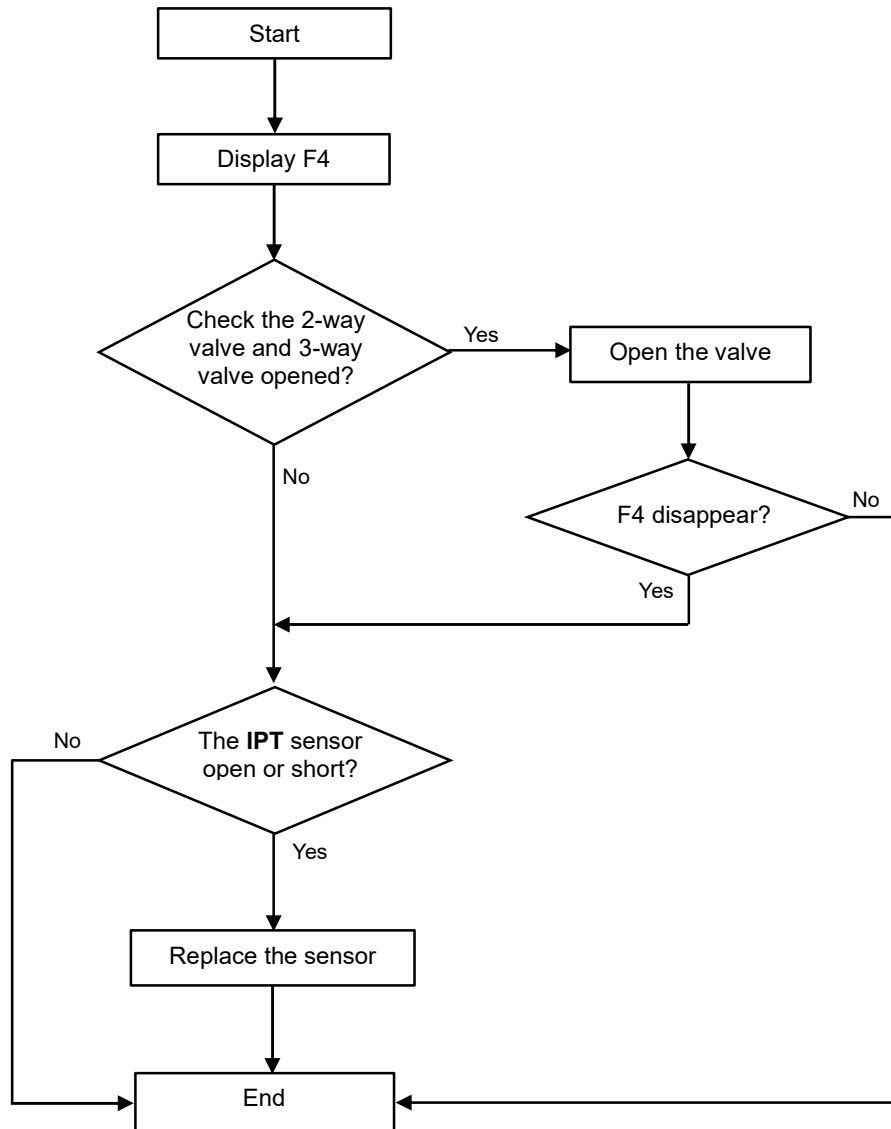 Start
Display F4
Check the 2-way
valve and 3-way
valve opened?
Yes
Open the valve
No
F4 disappear?
No
Yes
No
The IPT sensor
open or short?
Yes
Replace the sensor
End